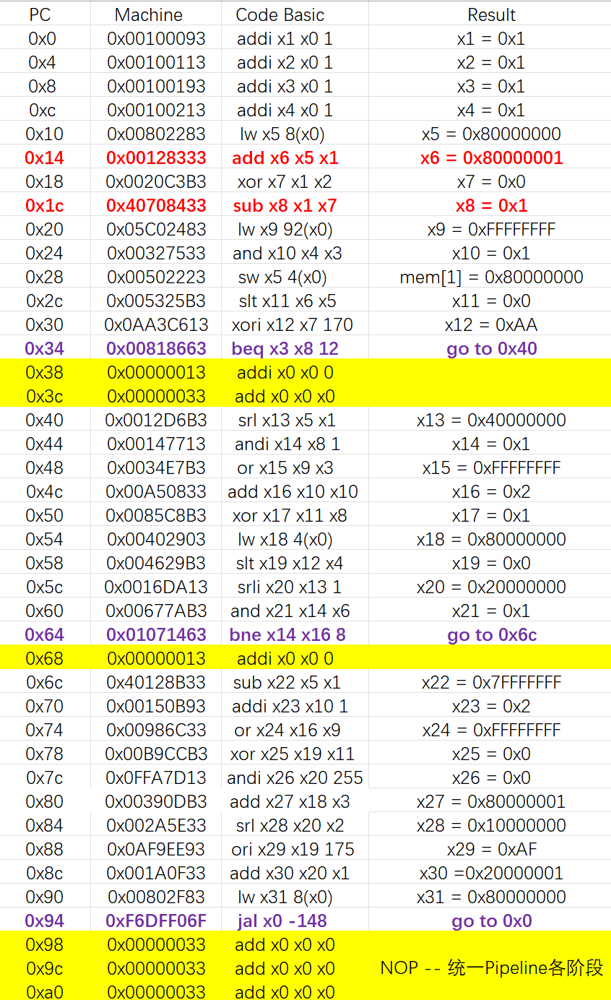 PC Machine Code Basic Result
0x0 0x00100093 addi x1 x0 1 x1 = 0x1
0x4 0x00100113 addi x2 x0 1 x2 = 0x1
0x8 0x00100193 addi x3 x0 1 x3 = 0x1
0xc 0x00100213 addi x4 x0 1 x4 = 0x1
0x10 0x00802283 lw x5 8(x0) x5 = 0x80000000
0x14 0x00128333 add x6 x5 x1 x6 = 0x80000001
0x18 0x0020C3B3 xor x7 x1 x2 x7 = 0x0
0x1c 0x40708433 sub x8 x1 x7 x8 = 0x1
0x20 0x05C02483 lw x9 92(x0) x9 = 0xFFFFFFFF
0x24 0x00327533 and x10 x4 x3 x10 = 0x1
0x28 0x00502223 sw x5 4(x0) mem[1] = 0x80000000
0x2c 0x005325B3 slt x11 x6 x5 x11 = 0x0
0x30 0x0AA3C613 xori x12 x7 170 x12 = 0xAA
0x34 0x00818663 beq x3 x8 12 go to 0x40
0x38 0x00000013 addi x0 x0 0
0x3c 0x00000033 add x0 x0 x0
0x40 0x0012D6B3 srl x13 x5 x1 x13 = 0x40000000
0x44 0x00147713 andi x14 x8 1 x14 = 0x1
0x48 0x0034E7B3 or x15 x9 x3 x15 = 0xFFFFFFFF
0x4c 0x00A50833 add x16 x10 x10 x16 = 0x2
0x50 0x0085C8B3 xor x17 x11 x8 x17 = 0x1
0x54 0x00402903 lw x18 4(x0) x18 = 0x80000000
0x58 0x004629B3 slt x19 x12 x4 x19 = 0x0
0x5c 0x0016DA13 srli x20 x13 1 x20 = 0x20000000
0x60 0x00677AB3 and x21 x14 x6 x21 = 0x1
0x64 0x01071463 bne x14 x16 8 go to 0x6c
0x68 0x00000013 addi x0 x0 0
0x6c 0x40128B33 sub x22 x5 x1 x22 = 0x7FFFFFFF
0x70 0x00150B93 addi x23 x10 1 x23 = 0x2
0x74 0x00986C33 or x24 x16 x9 x24 = 0xFFFFFFFF
0x78 0x00B9CCB3 xor x25 x19 x11 x25 = 0x0
0x7c 0x0FFA7D13 andi x26 x20 255 x26 = 0x0
0x80 0x00390DB3 add x27 x18 x3 x27 = 0x80000001
0x84 0x002A5E33 srl x28 x20 x2 x28 = 0x10000000
0x88 0x0AF9EE93 ori x29 x19 175 x29 = 0xAF
0x8c 0x001A0F33 add x30 x20 x1 x30 =0x20000001
0x90 0x00802F83 lw x31 8(x0) x31 = 0x80000000
0x94 0xF6DFF06F jal x0 -148 go to 0x0
0x98 0x00000033 add x0 x0 x0
0x9c 0x00000033 add x0 x0 x0 NOP -- 统一Pipeline各阶段
0xa0 0x00000033 add x0 x0 x0